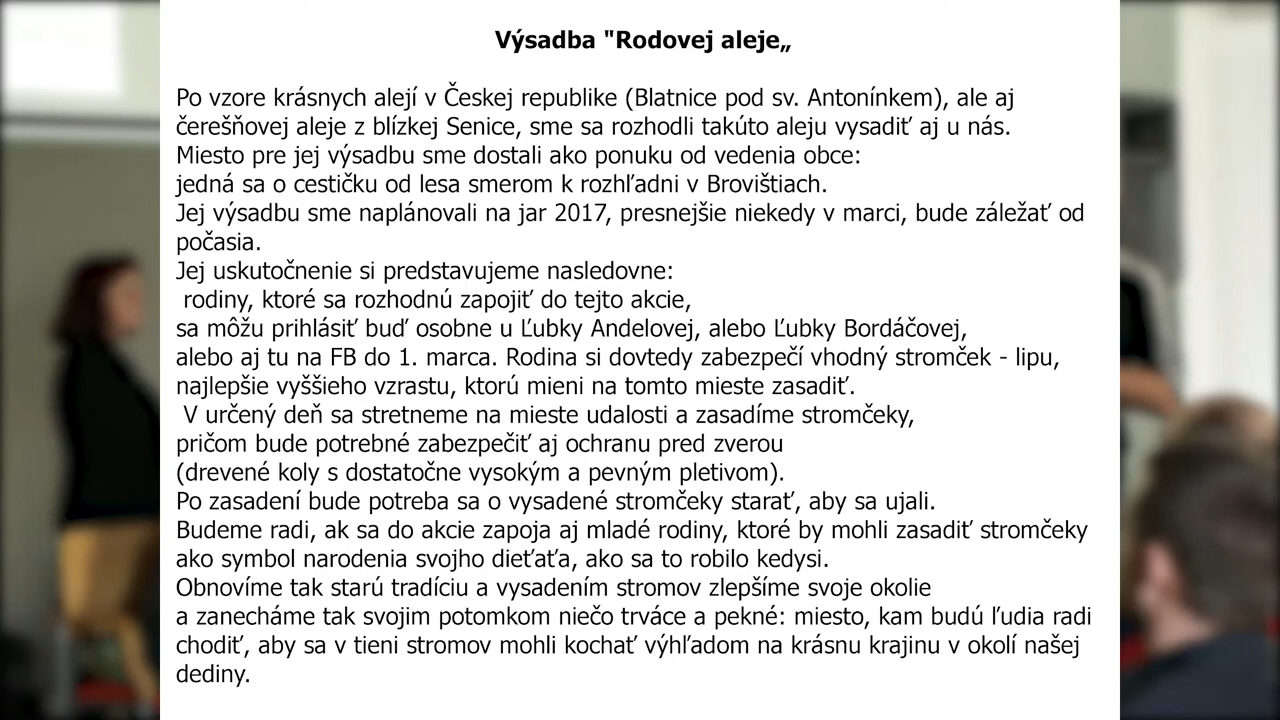 Výsadba "Rodovej aleje„
Po vzore krásnych alejí v Českej republike (Blatnice pod sv. Antonínkem), ale aj
čerešňovej aleje z blízkej Senice, sme sa rozhodli takúto aleju vysadiť aj u nás.
Miesto pre jej výsadbu sme dostali ako ponuku od vedenia obce:
jedná sa o cestičku od lesa smerom k rozhľadni v Brovištiach.
Jej výsadbu sme naplánovali na jar 2017, presnejšie niekedy v marci, bude záležať od
počasia.
Jej uskutočnenie si predstavujeme nasledovne:
rodiny, ktoré sa rozhodnú zapojiť do tejto akcie,
sa môžu prihlásiť buď osobne u Ľubky Andelovej, alebo Ľubky Bordáčovej,
alebo aj tu na FB do 1. marca. Rodina si dovtedy zabezpečí vhodný stromček - lipu,
najlepšie vyššieho vzrastu, ktorú mieni na tomto mieste zasadiť.
V určený deň sa stretneme na mieste udalosti a zasadíme stromčeky,
pričom bude potrebné zabezpečiť aj ochranu pred zverou
(drevené koly s dostatočne vysokým a pevným pletivom).
Po zasadení bude potreba sa o vysadené stromčeky starať, aby sa ujali.
Budeme radi, ak sa do akcie zapoja aj mladé rodiny, ktoré by mohli zasadiť stromčeky
ako symbol narodenia svojho dieťaťa, ako sa to robilo kedysi.
Obnovíme tak starú tradíciu a vysadením stromov zlepšíme svoje okolie
a zanecháme tak svojim potomkom niečo trváce a pekné: miesto, kam budú ľudia radi
chodiť, aby sa v tieni stromov mohli kochať výhľadom na krásnu krajinu v okolí našej
dediny.